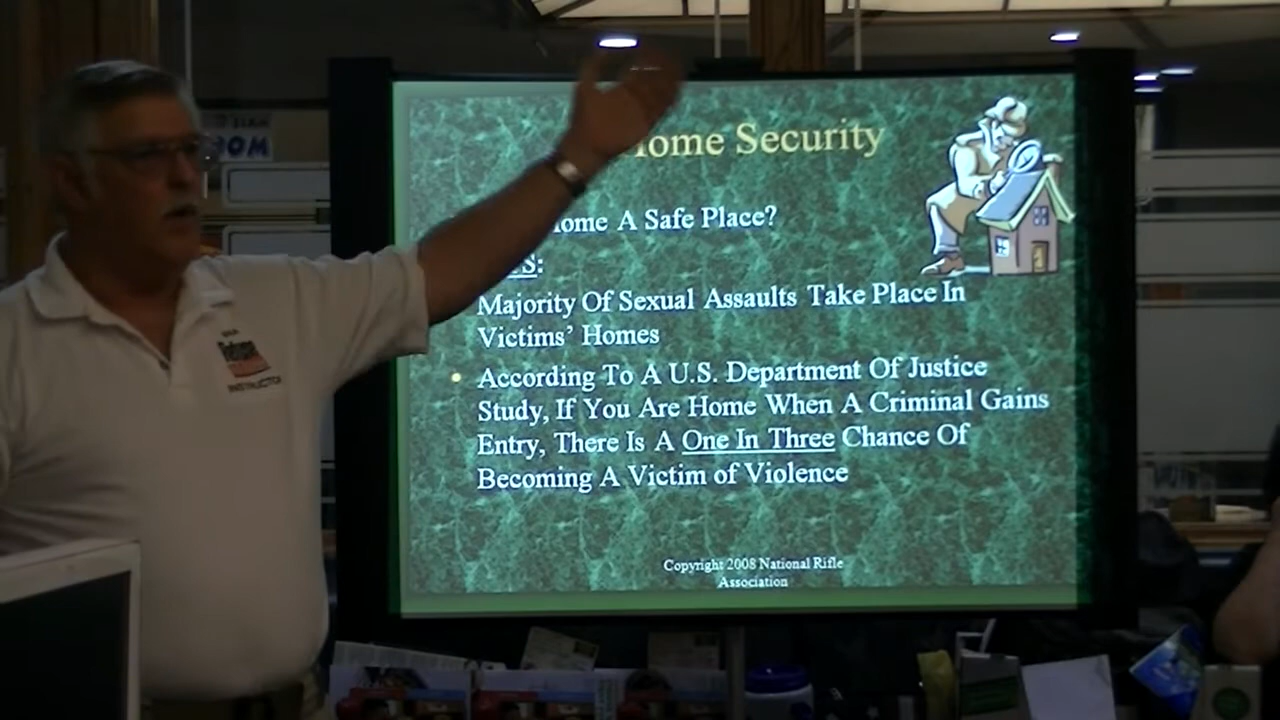 Home Security
ome A Safe Place?
S:
Majority Of Sexual Assaults Take Place In
Victims’ Homes
According To A U.S. Department Of Justice
Study, If You Are Home When A Criminal Gains
Entry, There Is A One In Three Chance Of
Becoming A Victim of Violence
Copyright 2008 National Rifle
Association
INSTRUCTOR